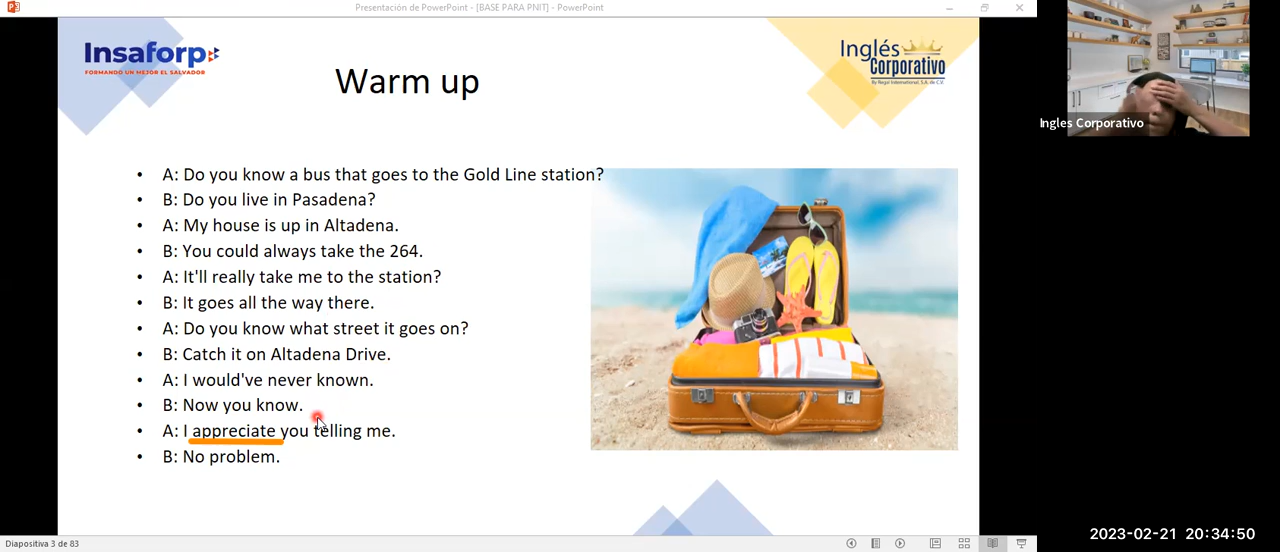 Presentación de PowerPoint - [BASE PARA PNIT] - PowerPoint
Insaforp
FORMANDO UN MEJOR EL SALVADOR
Inglés
Corporativo
By Regal International, S.A. de C.V.
Warm up
Ingles Corporativo
• A: Do you know a bus that goes to the Gold Line station?
• B: Do you live in Pasadena?
• A: My house is up in Altadena.
• B: You could always take the 264.
• A: It'll really take me to the station?
• B: It goes all the way there.
• A: Do you know what street it goes on?
• B: Catch it on Altadena Drive.
• A: I would've never known.
• B: Now you know.
• A: I appreciate you telling me.
• B: No problem.
2023-02-21 20:34:50
Diapositiva 3 de 83